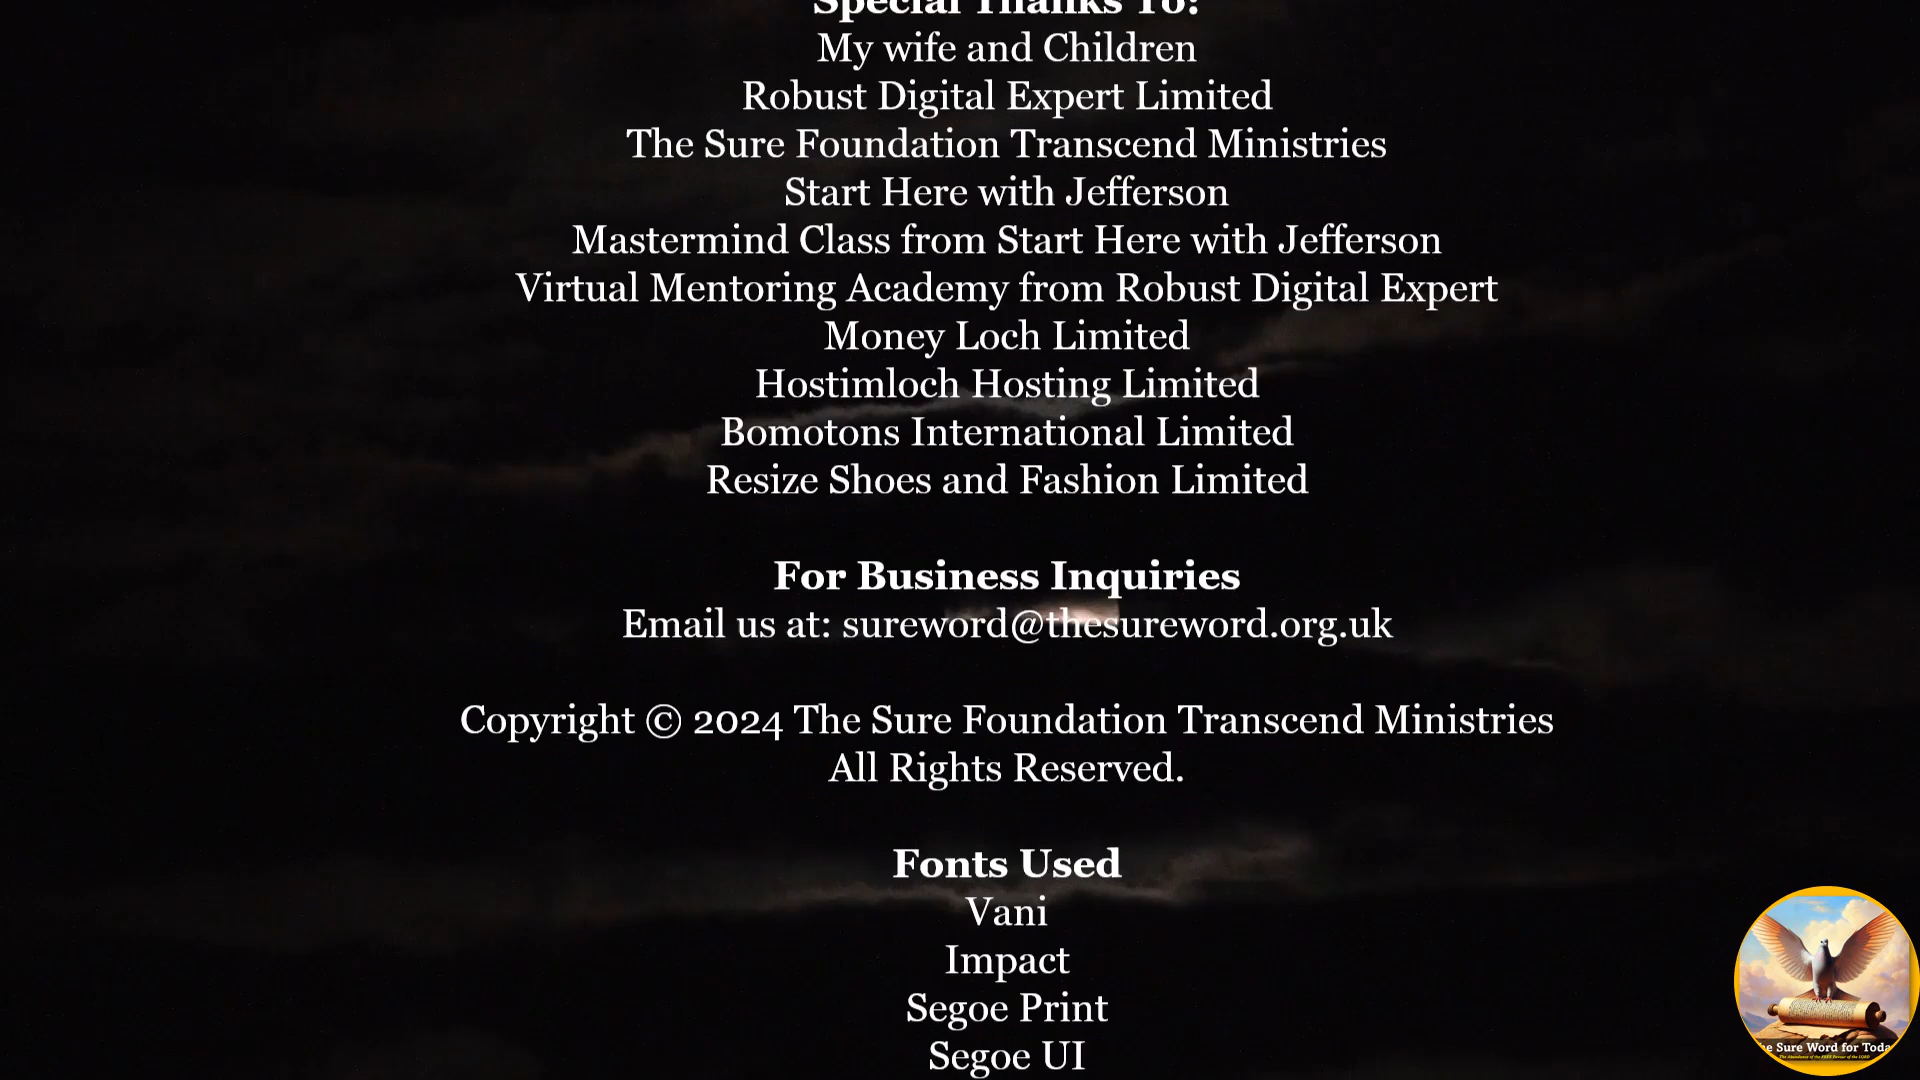 Special Thanks To:
My wife and Children
Robust Digital Expert Limited
The Sure Foundation Transcend Ministries
Start Here with Jefferson
Mastermind Class from Start Here with Jefferson
Virtual Mentoring Academy from Robust Digital Expert
Money Loch Limited
Hostimloch Hosting Limited
Bomotons International Limited
Resize Shoes and Fashion Limited
For Business Inquiries
Email us at: sureword@thesureword.org.uk
Copyright © 2024 The Sure Foundation Transcend Ministries
All Rights Reserved.
Fonts Used
Vani
Impact
Segoe Print
Segoe UI
Sure Word for